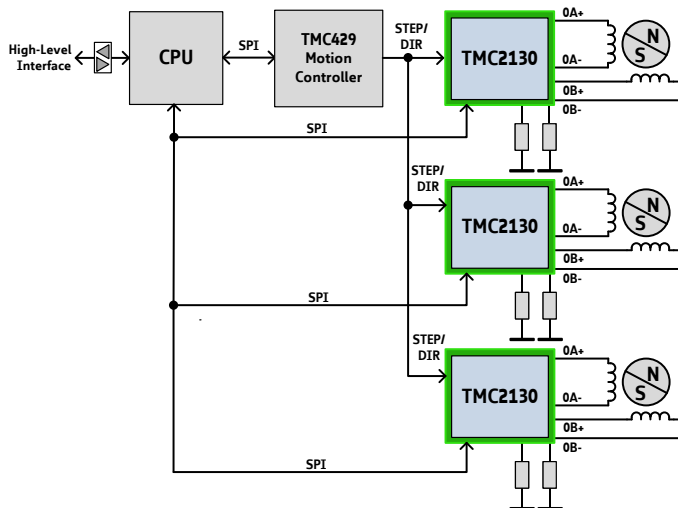 High-Level
Interface
CPU
SPI
TMC429
Motion
Controller
STEP/
DIR
TMC2130
0A+
0A-
0B+
0B-
N
S
SPI
STEP/
DIR
TMC2130
0A+
0A-
0B+
0B-
N
S
SPI
STEP/
DIR
TMC2130
0A+
0A-
0B+
0B-
N
S
SPI